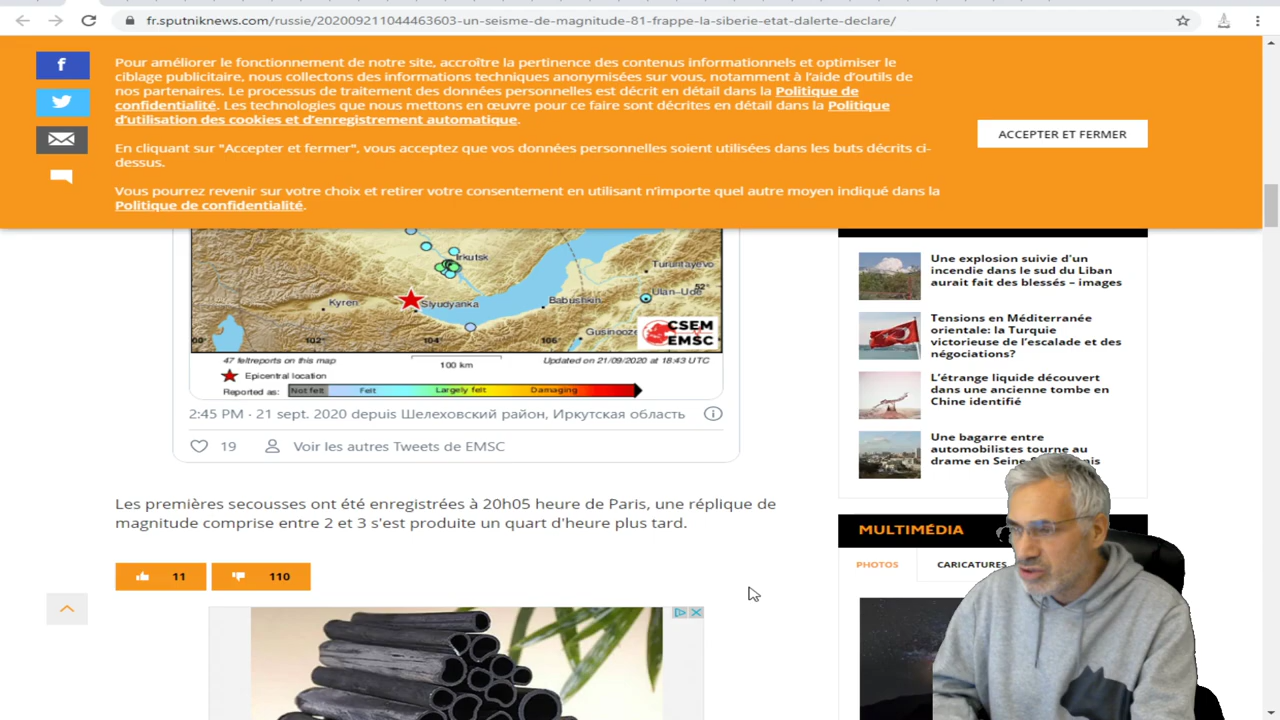 fr.sputniknews.com/russie/202009211044463603-un-seisme-de-magnitude-81-frappe-la-siberie-etat-dalerte-declare/
Pour améliorer le fonctionnement de notre site, accroître la pertinence des contenus informationnels et optimiser le
ciblage publicitaire, nous collectons des informations techniques anonymisées sur vous, notamment à l'aide d'outils de
nos partenaires. Le processus de traitement des données personnelles est décrit en détail dans la Politique de
confidentialité. Les technologies que nous mettons en œuvre pour ce faire sont décrites en détail dans la Politique
d'utilisation des cookies et d'enregistrement automatique.
En cliquant sur "Accepter et fermer", vous acceptez que vos données personnelles soient utilisées dans les buts décrits ci-
dessus.
Vous pourrez revenir sur votre choix et retirer votre consentement en utilisant n'importe quel autre moyen indiqué dans la
Politique de confidentialité.
ACCEPTER ET FERMER
Irkutsk
Turuntayevo
Ulan-Ude
52°
Kyren
Slyudyanka
Babushkin
Gusinooze
CSEM
EMSC
00°
102°
104°
106°
47 feltreports on this map
100 km
Updated on 21/09/2020 at 18:43 UTC
Epicentral location
Reported as:
Not felt
Felt
Largely felt
Damaging
2:45 PM · 21 sept. 2020 depuis Шелеховский район, Иркутская область
19
Voir les autres Tweets de EMSC
Les premières secousses ont été enregistrées à 20h05 heure de Paris, une réplique de
magnitude comprise entre 2 et 3 s'est produite un quart d'heure plus tard.
11
110
Une explosion suivie d'un
incendie dans le sud du Liban
aurait fait des blessés – images
Tensions en Méditerranée
orientale: la Turquie
victorieuse de l'escalade et des
négociations?
L'étrange liquide découvert
dans une ancienne tombe en
Chine identifié
Une bagarre entre
automobilistes tourne au
drame en Seine
MULTIMÉDIA
PHOTOS
CARICATURES